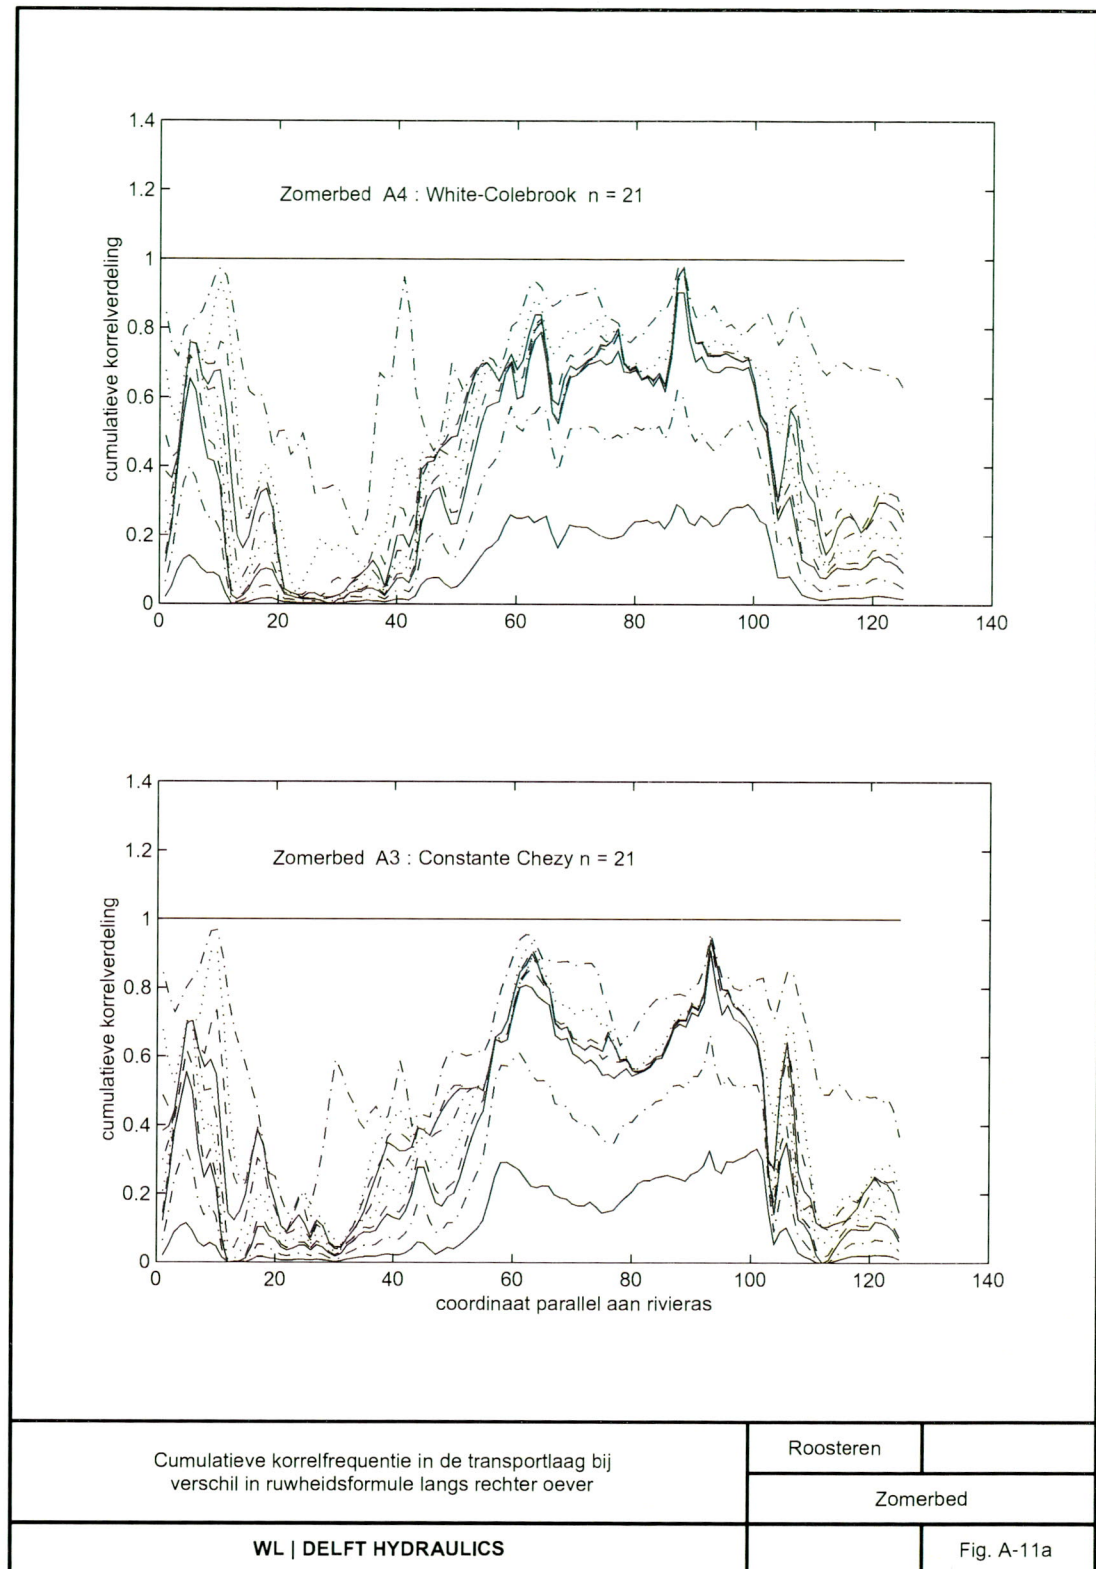 1.4
1.2
Zomerbed A4 : White-Colebrook n = 21
1
0.8
0.6
0.4
0.2
0
cumulatieve korrelverdeling
0 20 40 60 80 100 120 140
1.4
1.2
Zomerbed A3 : Constante Chezy n = 21
1
0.8
0.6
0.4
0.2
0
cumulatieve korrelverdeling
0 20 40 60 80 100 120 140
coordinaat parallel aan rivieras
Cumulatieve korrelfrequentie in de transportlaag bij
verschil in ruwheidsformule langs rechter oever
Roosteren
Zomerbed
WL | DELFT HYDRAULICS
Fig. A-11a